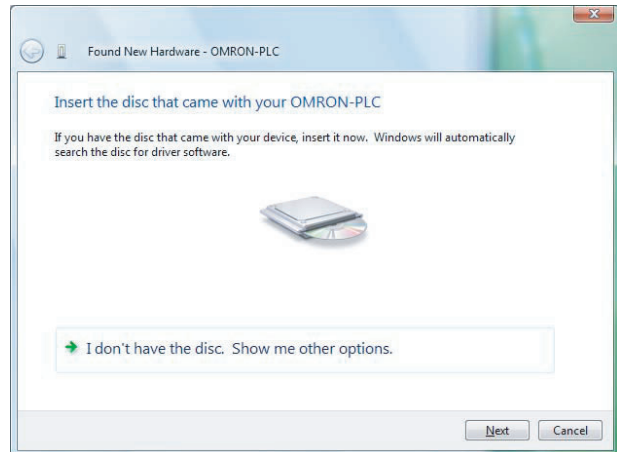 Found New Hardware - OMRON-PLC
Insert the disc that came with your OMRON-PLC
If you have the disc that came with your device, insert it now.  Windows will automatically
search the disc for driver software.
I don't have the disc.  Show me other options.
Next
Cancel